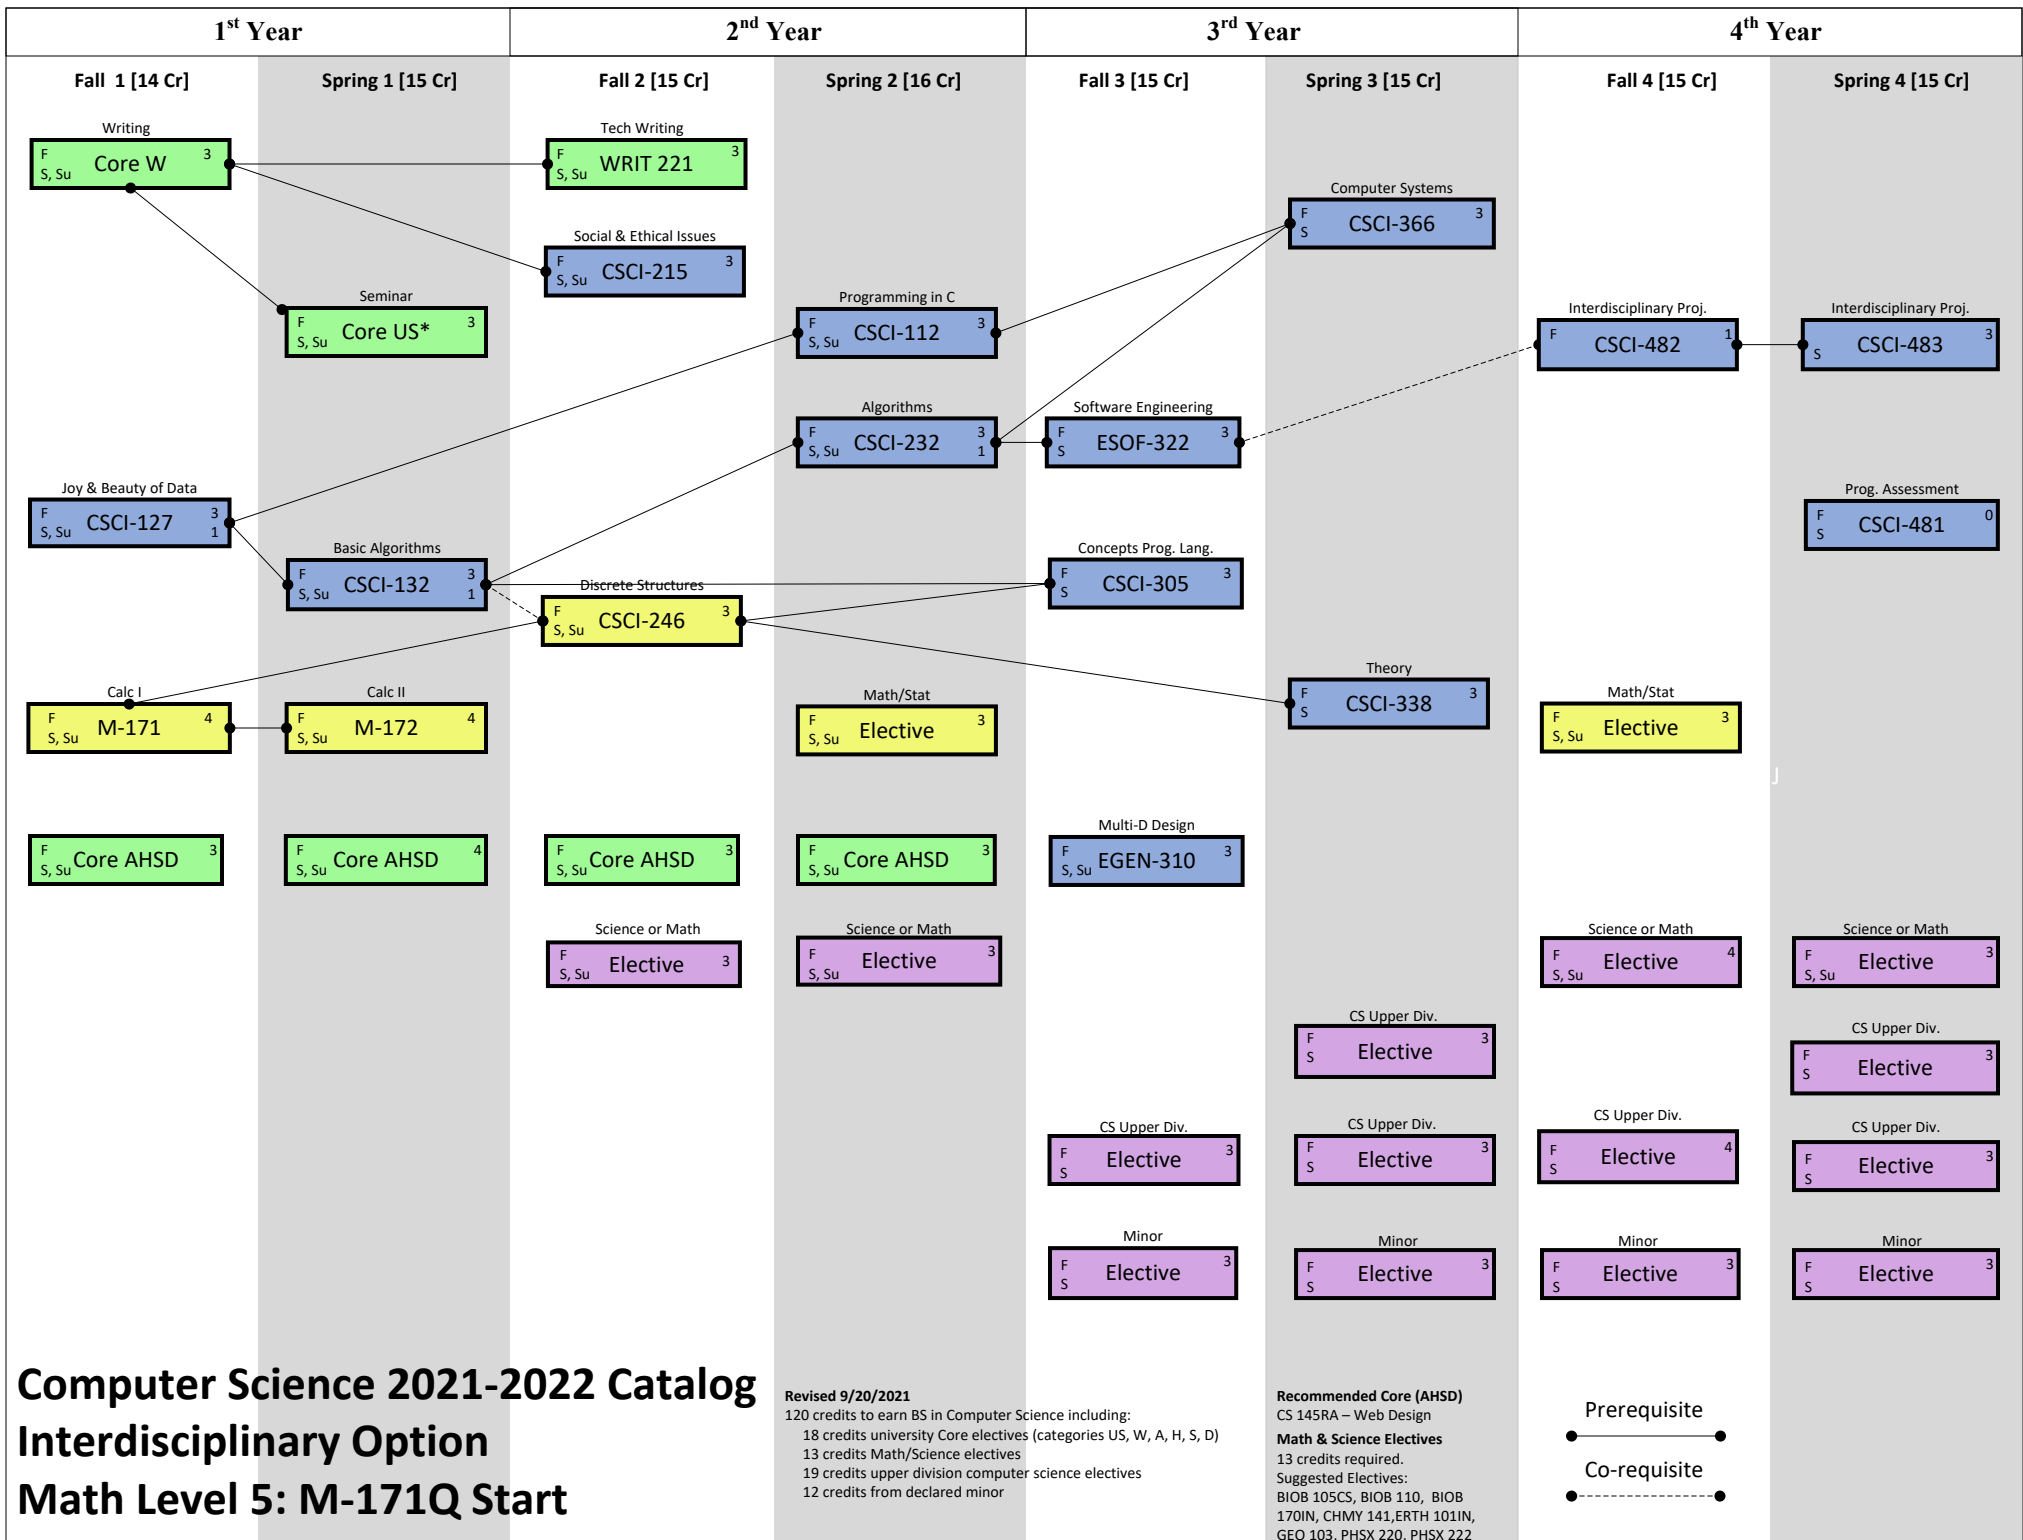 1st Year
2nd Year
3rd Year
4th Year
Fall 1 [14 Cr]
Spring 1 [15 Cr]
Fall 2 [15 Cr]
Spring 2 [16 Cr]
Fall 3 [15 Cr]
Spring 3 [15 Cr]
Fall 4 [15 Cr]
Spring 4 [15 Cr]
Writing
F
S, Su
Core W
3
Tech Writing
F
S, Su
WRIT 221
3
Computer Systems
F
S
CSCI-366
3
Social & Ethical Issues
F
S, Su
CSCI-215
3
Seminar
F
S, Su
Core US*
3
Programming in C
F
S, Su
CSCI-112
3
Interdisciplinary Proj.
F
CSCI-482
1
Interdisciplinary Proj.
S
CSCI-483
3
Algorithms
F
S, Su
CSCI-232
3
1
Software Engineering
F
S
ESOF-322
3
Joy & Beauty of Data
F
S, Su
CSCI-127
3
1
Prog. Assessment
F
S
CSCI-481
0
Basic Algorithms
F
S, Su
CSCI-132
3
1
Discrete Structures
F
S, Su
CSCI-246
3
Concepts Prog. Lang.
F
S
CSCI-305
3
Calc I
F
S, Su
M-171
4
Calc II
F
S, Su
M-172
4
Math/Stat
F
S, Su
Elective
3
Theory
F
S
CSCI-338
3
Math/Stat
F
S, Su
Elective
3
J
F
S, Su
Core AHSD
3
F
S, Su
Core AHSD
4
F
S, Su
Core AHSD
3
F
S, Su
Core AHSD
3
Multi-D Design
F
S, Su
EGEN-310
3
Science or Math
F
S, Su
Elective
3
Science or Math
F
S, Su
Elective
3
Science or Math
F
S, Su
Elective
4
Science or Math
F
S, Su
Elective
3
CS Upper Div.
F
S
Elective
3
CS Upper Div.
F
S
Elective
3
CS Upper Div.
F
S
Elective
3
CS Upper Div.
F
S
Elective
3
CS Upper Div.
F
S
Elective
4
CS Upper Div.
F
S
Elective
3
Minor
F
S
Elective
3
Minor
F
S
Elective
3
Minor
F
S
Elective
3
Minor
F
S
Elective
3
Computer Science 2021-2022 Catalog
Interdisciplinary Option
Math Level 5: M-171Q Start
Revised 9/20/2021
120 credits to earn BS in Computer Science including:
18 credits university Core electives (categories US, W, A, H, S, D)
13 credits Math/Science electives
19 credits upper division computer science electives
12 credits from declared minor
Recommended Core (AHSD)
CS 145RA – Web Design
Math & Science Electives
13 credits required.
Suggested Electives:
BIOB 105CS, BIOB 110, BIOB
170IN, CHMY 141,ERTH 101IN,
GEO 103, PHSX 220, PHSX 222
Prerequisite
Co-requisite